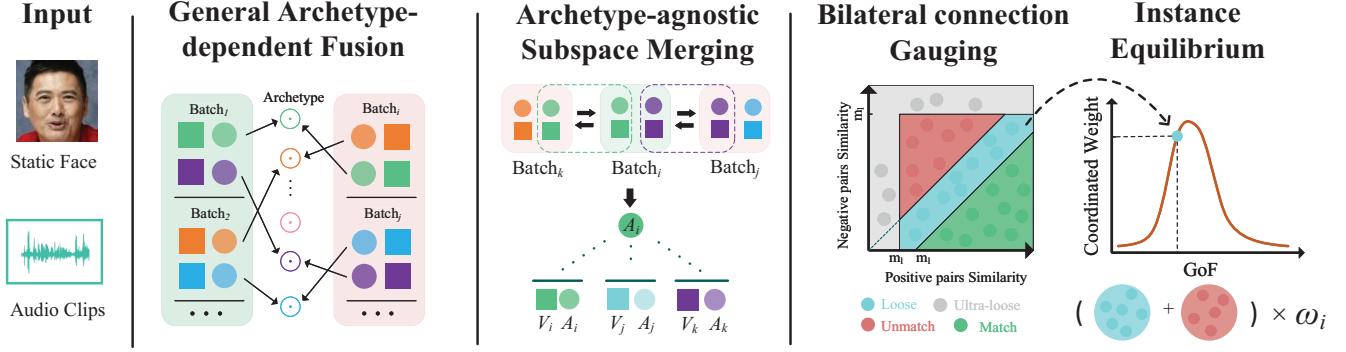 Input
Static Face
Audio Clips
General Archetype-
dependent Fusion
Batch1
Archetype
Batchi
Batch2
Batchj
Archetype-agnostic
Subspace Merging
Batchk
Batchi
Batchj
Ai
Vi Ai
Vj Aj
Vk Ak
Bilateral connection
Gauging
Negative pairs Similarity
ml
ml
ml
Positive pairs Similarity
Loose
Ultra-loose
Unmatch
Match
Instance
Equilibrium
Coordinated Weight
GoF
( + ) × ωi